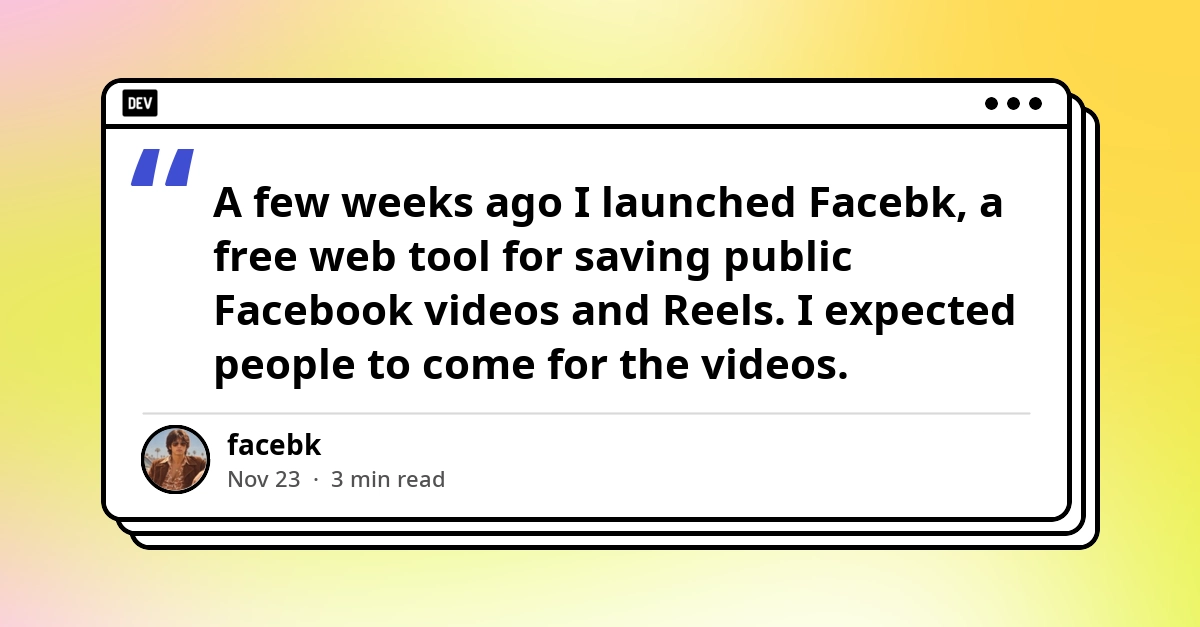 DEV
A few weeks ago I launched Facebk, a
free web tool for saving public
Facebook videos and Reels. I expected
people to come for the videos.
facebk
Nov 23 · 3 min read